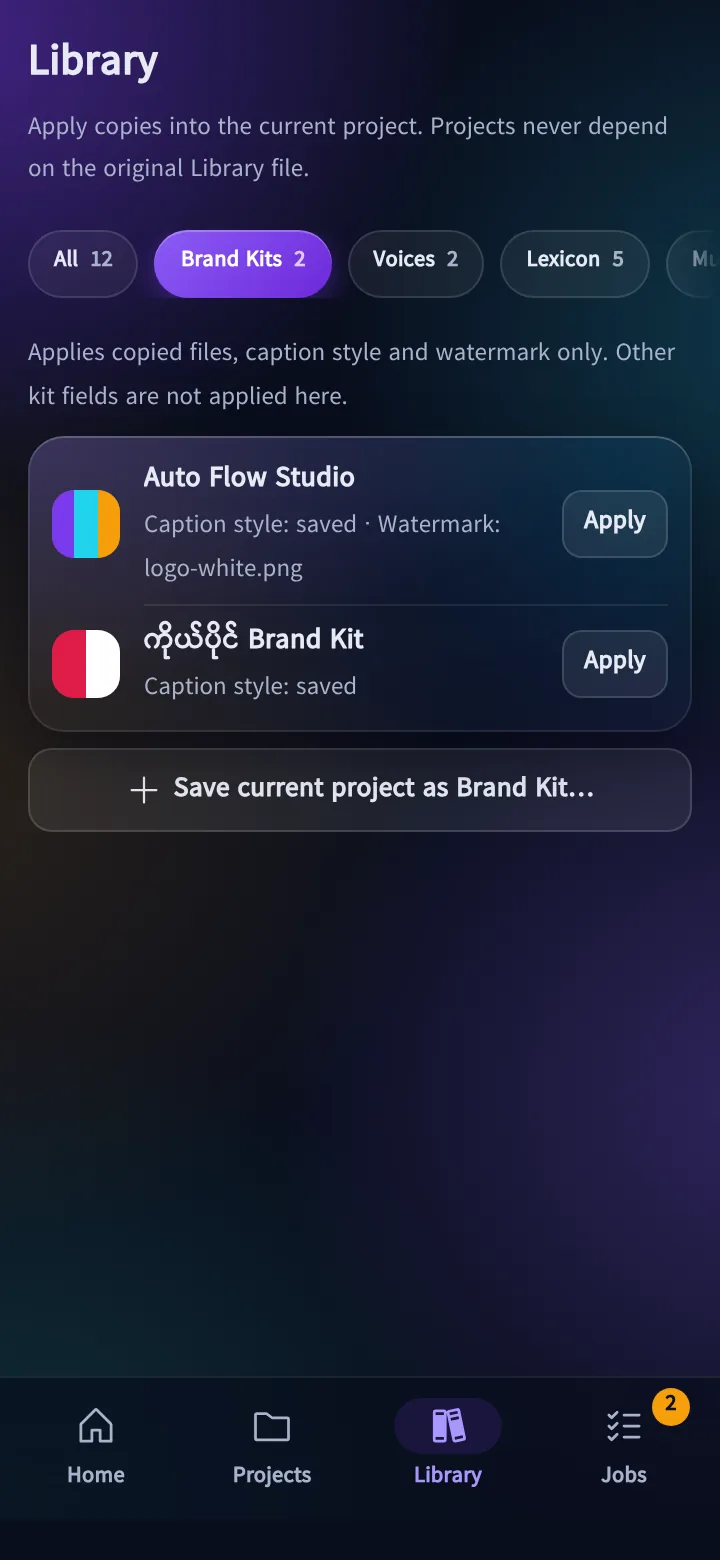 Library
Apply copies into the current project. Projects never depend
on the original Library file.
All 12
Brand Kits 2
Voices 2
Lexicon 5
Applies copied files, caption style and watermark only. Other
kit fields are not applied here.
Auto Flow Studio
Caption style: saved · Watermark:
logo-white.png
Apply
ကိုယ်ပိုင် Brand Kit
Caption style: saved
Apply
Save current project as Brand Kit…
2
Home
Projects
Library
Jobs